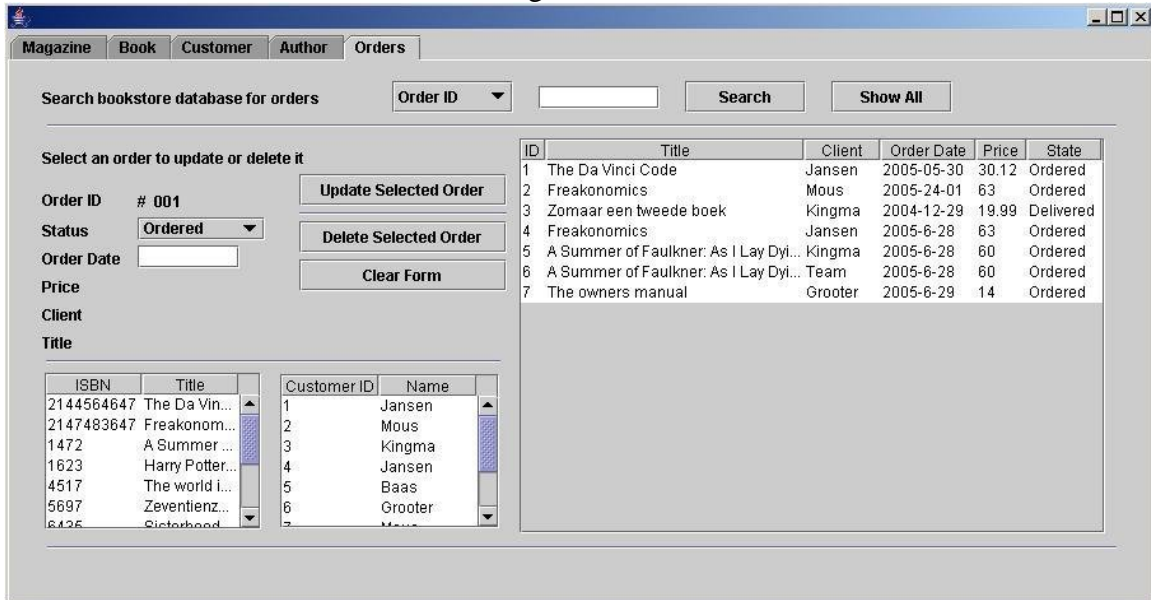 Magazine Book Customer Author Orders
Search bookstore database for orders Order ID Search Show All
Select an order to update or delete it
Order ID # 001
Status Ordered
Order Date
Price
Client
Title
Update Selected Order
Delete Selected Order
Clear Form
ISBN Title
2144564647 The Da Vin...
2147483647 Freakonom...
1472 A Summer ...
1623 Harry Potter...
4517 The world i...
5697 Zeventienz...
6435 Sisterhood
Customer ID Name
1 Jansen
2 Mous
3 Kingma
4 Jansen
5 Baas
6 Grooter
7 Mous
ID Title Client Order Date Price State
1 The Da Vinci Code Jansen 2005-05-30 30.12 Ordered
2 Freakonomics Mous 2005-24-01 63 Ordered
3 Zomaar een tweede boek Kingma 2004-12-29 19.99 Delivered
4 Freakonomics Jansen 2005-6-28 63 Ordered
5 A Summer of Faulkner: As I Lay Dyi... Kingma 2005-6-28 60 Ordered
6 A Summer of Faulkner: As I Lay Dyi... Team 2005-6-28 60 Ordered
7 The owners manual Grooter 2005-6-29 14 Ordered